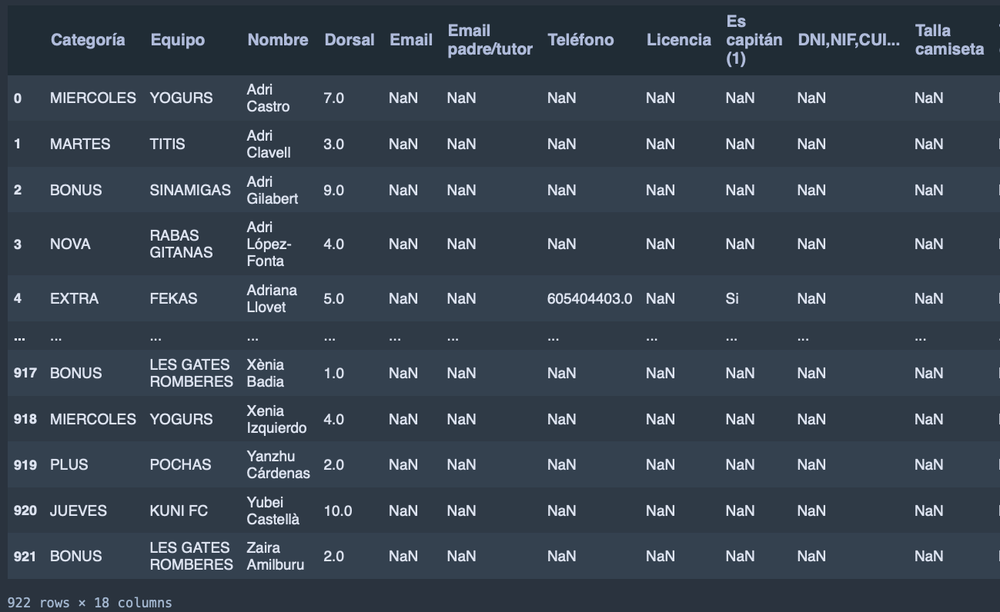 Categoría Equipo Nombre Dorsal Email Email padre/tutor Teléfono Licencia Es capitán (1) DNI,NIF,CUI... Talla camiseta
0 MIERCOLES YOGURS Adri Castro 7.0 NaN NaN NaN NaN NaN NaN NaN
1 MARTES TITIS Adri Clavell 3.0 NaN NaN NaN NaN NaN NaN NaN
2 BONUS SINAMIGAS Adri Gilabert 9.0 NaN NaN NaN NaN NaN NaN NaN
3 NOVA RABAS GITANAS Adri López-Fonta 4.0 NaN NaN NaN NaN NaN NaN NaN
4 EXTRA FEKAS Adriana Llovet 5.0 NaN NaN 605404403.0 NaN Si NaN NaN
... ... ... ... ... ... ... ... ... ... ... ...
917 BONUS LES GATES ROMBERES Xènia Badia 1.0 NaN NaN NaN NaN NaN NaN NaN
918 MIERCOLES YOGURS Xenia Izquierdo 4.0 NaN NaN NaN NaN NaN NaN NaN
919 PLUS POCHAS Yanzhu Cárdenas 2.0 NaN NaN NaN NaN NaN NaN NaN
920 JUEVES KUNI FC Yubei Castellà 10.0 NaN NaN NaN NaN NaN NaN NaN
921 BONUS LES GATES ROMBERES Zaira Amilburu 2.0 NaN NaN NaN NaN NaN NaN NaN
922 rows × 18 columns